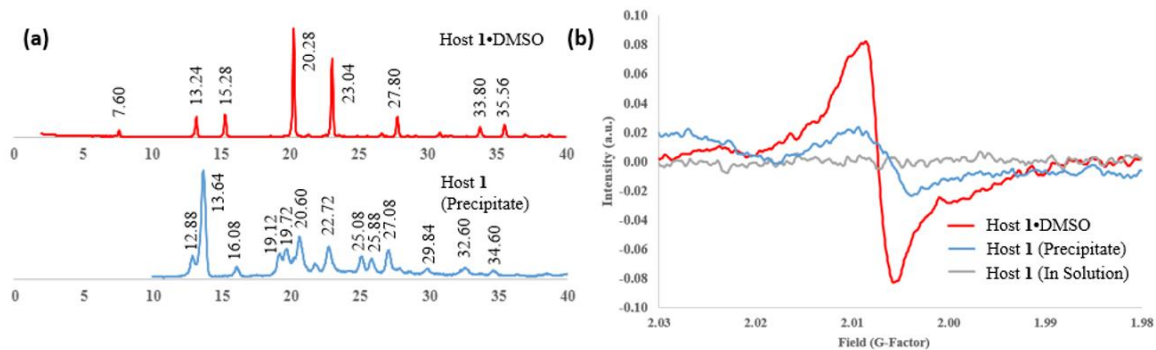 (a)
Host 1•DMSO
7.60
13.24
15.28
20.28
23.04
27.80
33.80
35.56
0 5 10 15 20 25 30 35 40
Host 1
(Precipitate)
12.88
13.64
16.08
19.12
19.72
20.60
22.72
25.08
25.88
27.08
29.84
32.60
34.60
0 5 10 15 20 25 30 35 40
(b)
0.10
0.08
0.06
0.04
0.02
0.00
-0.02
-0.04
-0.06
-0.08
-0.10
Intensity (a.u.)
Host 1•DMSO
Host 1 (Precipitate)
Host 1 (In Solution)
2.03 2.02 2.01 2.00 1.99 1.98
Field (G-Factor)